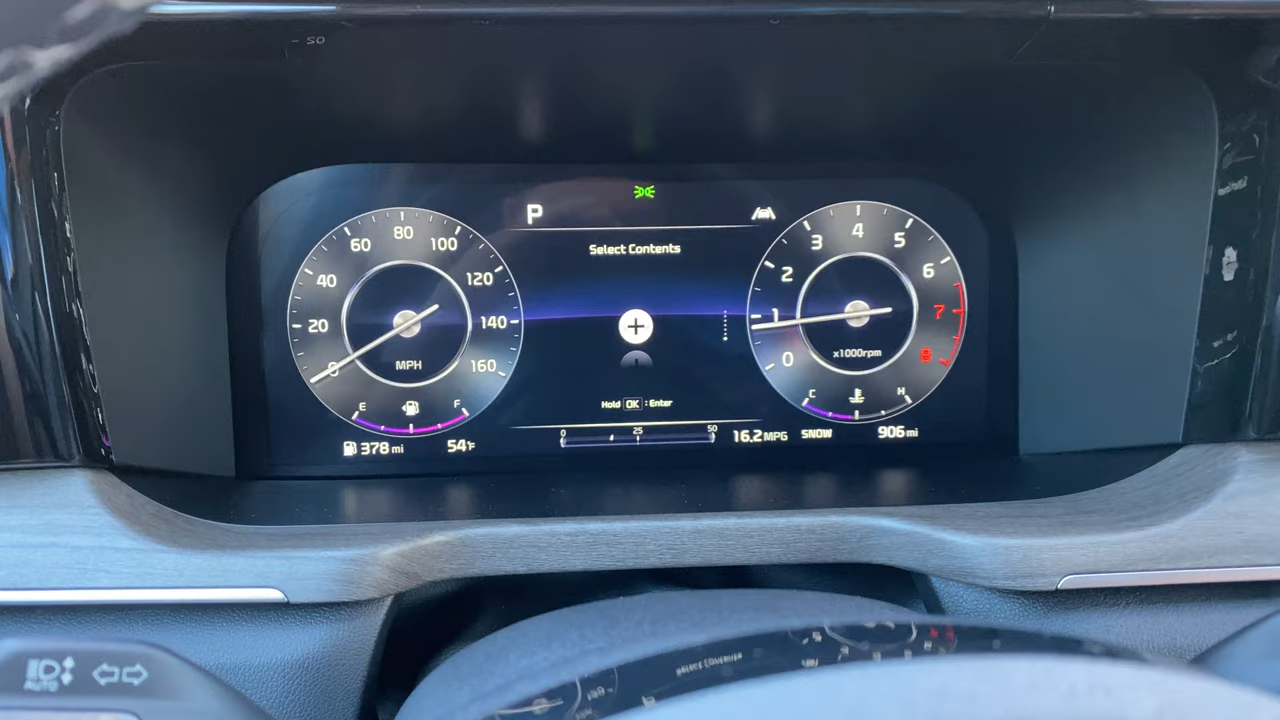 P
Select Contents
0 20 40 60 80 100 120 140 160
MPH
0 1 2 3 4 5 6 7 8
x1000rpm
Hold OK : Enter
E F
C H
0 25 50
378 mi
54°F
16.2 MPG
SNOW
906 mi
AUTO